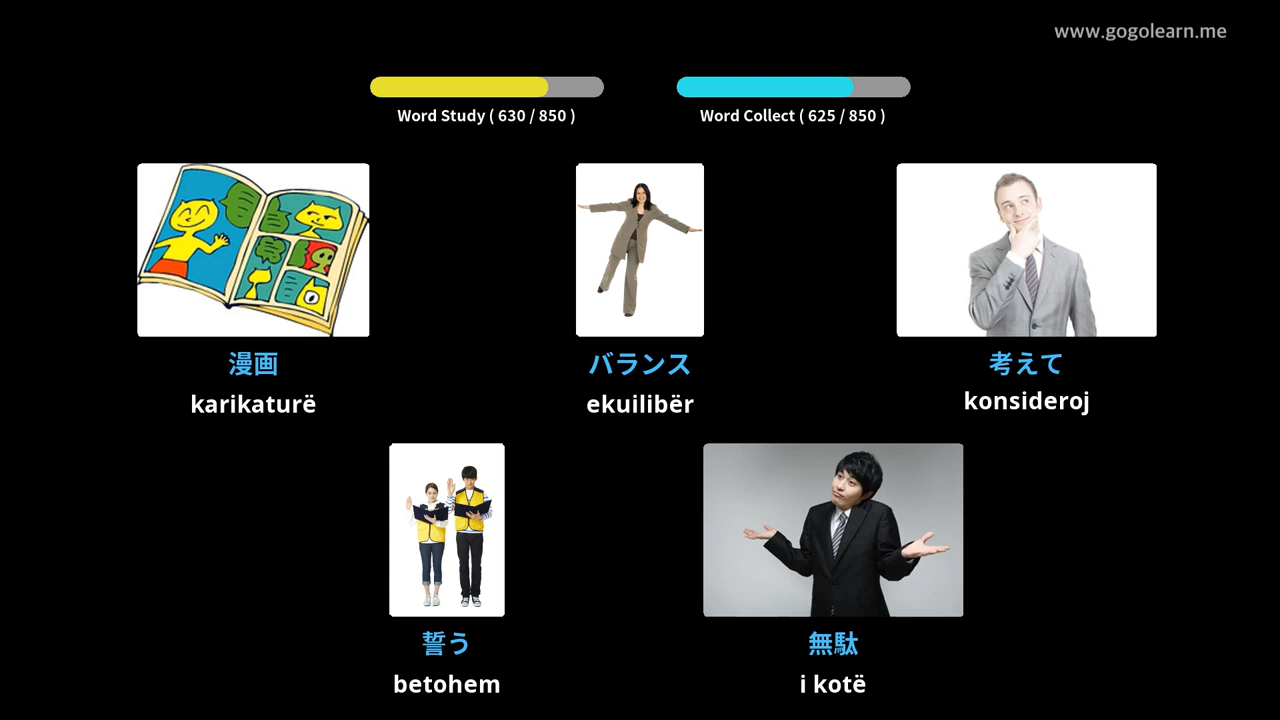 www.gogolearn.me
Word Study ( 630 / 850 )
Word Collect ( 625 / 850 )
漫画
karikaturë
バランス
ekuilibër
考えて
konsideroj
誓う
betohem
無駄
i kotë